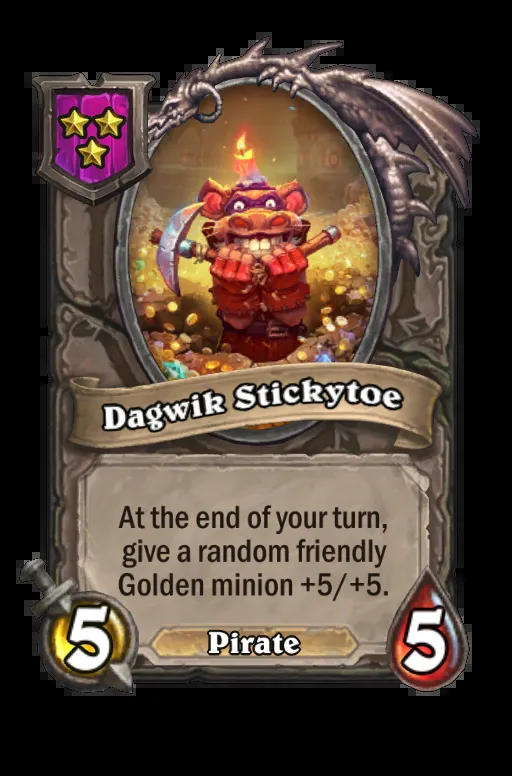 Dagwik Stickytoe
At the end of your turn,
give a random friendly
Golden minion +5/+5.
5
Pirate
5